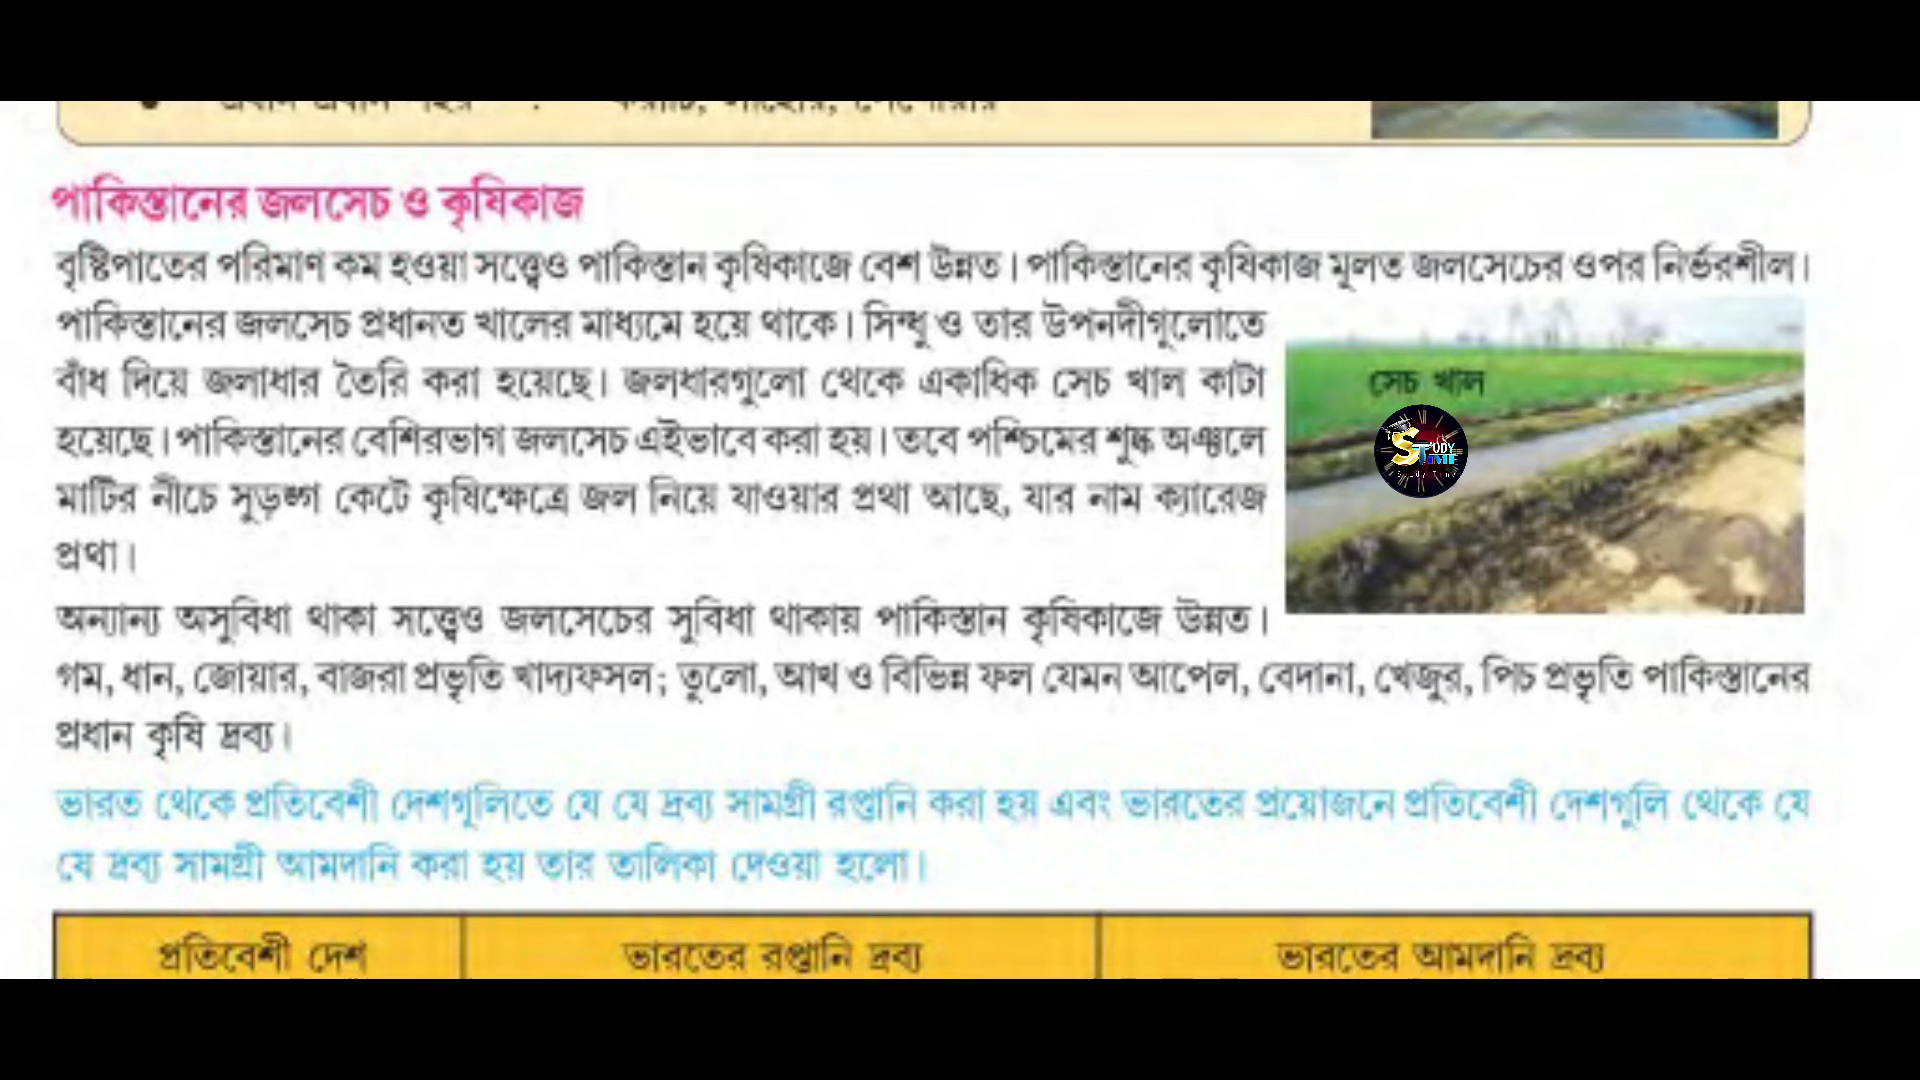 পাকিস্তানের জলসেচ ও কৃষিকাজ
বৃষ্টিপাতের পরিমাণ কম হওয়া সত্ত্বেও পাকিস্তান কৃষিকাজে বেশ উন্নত। পাকিস্তানের কৃষিকাজ মূলত জলসেচের ওপর নির্ভরশীল।
পাকিস্তানের জলসেচ প্রধানত খালের মাধ্যমে হয়ে থাকে। সিন্ধু ও তার উপনদীগুলোতে
বাঁধ দিয়ে জলাধার তৈরি করা হয়েছে। জলধারগুলো থেকে একাধিক সেচ খাল কাটা
হয়েছে। পাকিস্তানের বেশিরভাগ জলসেচ এইভাবে করা হয়। তবে পশ্চিমের শুষ্ক অঞ্চলে
মাটির নীচে সুড়ঙ্গ কেটে কৃষিক্ষেত্রে জল নিয়ে যাওয়ার প্রথা আছে, যার নাম ক্যারেজ
প্রথা।
সেচ খাল
STUDY
TIME
অন্যান্য অসুবিধা থাকা সত্ত্বেও জলসেচের সুবিধা থাকায় পাকিস্তান কৃষিকাজে উন্নত।
গম, ধান, জোয়ার, বাজরা প্রভৃতি খাদ্যফসল; তুলো, আখ ও বিভিন্ন ফল যেমন আপেল, বেদানা, খেজুর, পিচ প্রভৃতি পাকিস্তানের
প্রধান কৃষি দ্রব্য।
ভারত থেকে প্রতিবেশী দেশগুলিতে যে যে দ্রব্য সামগ্রী রপ্তানি করা হয় এবং ভারতের প্রয়োজনে প্রতিবেশী দেশগুলি থেকে যে
যে দ্রব্য সামগ্রী আমদানি করা হয় তার তালিকা দেওয়া হলো।
প্রতিবেশী দেশ
ভারতের রপ্তানি দ্রব্য
ভারতের আমদানি দ্রব্য